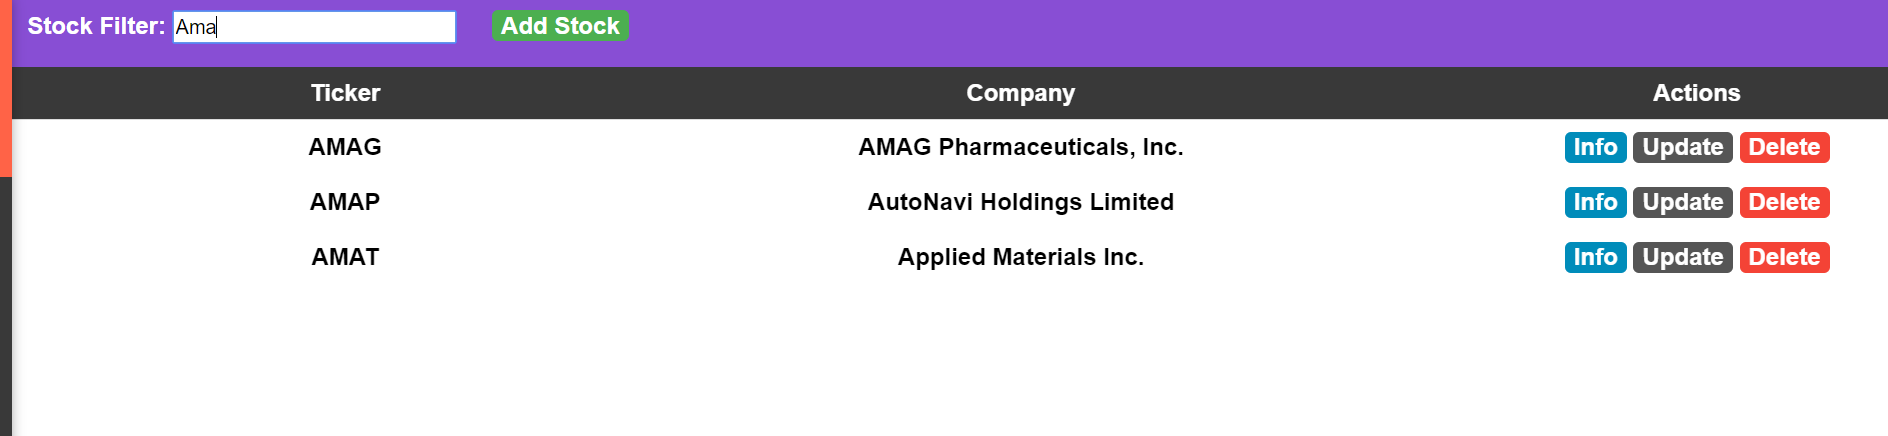 Stock Filter: Ama Add Stock
Ticker Company Actions
AMAG AMAG Pharmaceuticals, Inc. Info Update Delete
AMAP AutoNavi Holdings Limited Info Update Delete
AMAT Applied Materials Inc. Info Update Delete